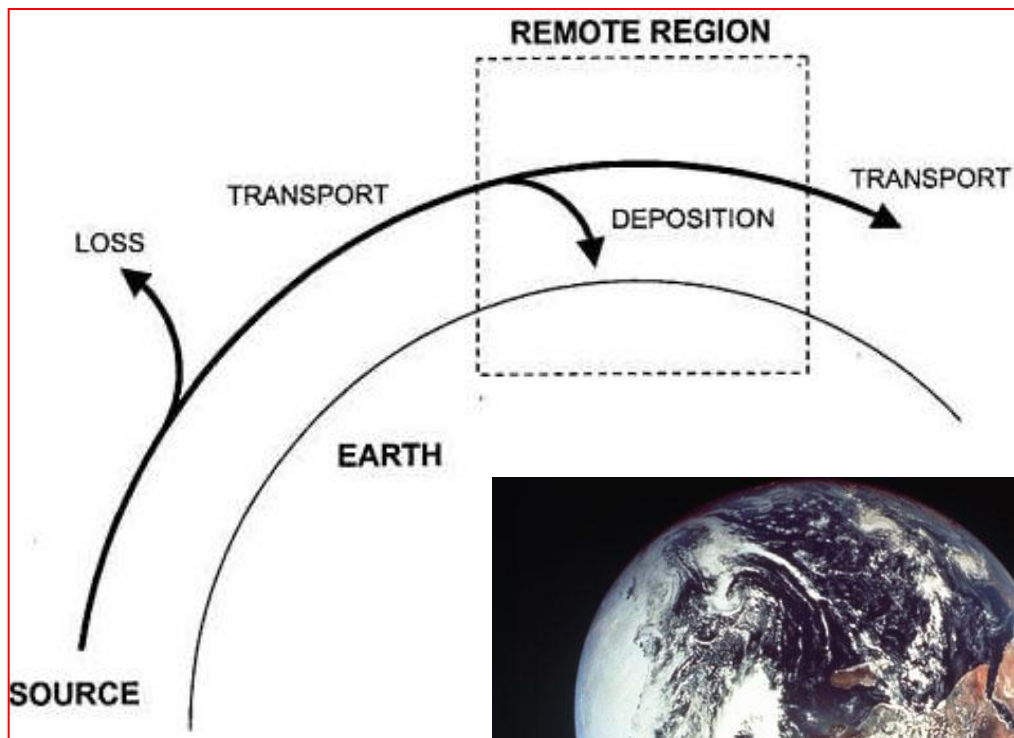 REMOTE REGION
TRANSPORT
TRANSPORT
DEPOSITION
LOSS
EARTH
SOURCE